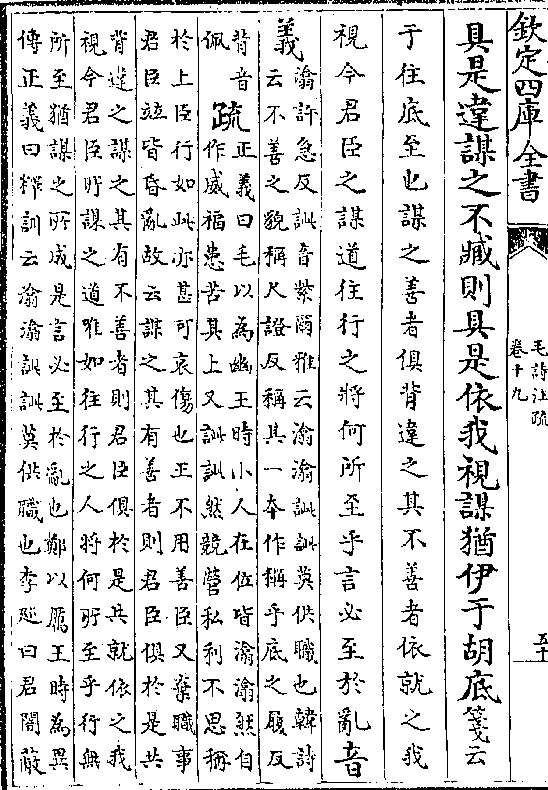 欽定四庫全書
毛詩注疏
卷十九
具是違謀之不臧則具是依我視謀猶伊于胡底箋云
于往底至也謀之善者俱背違之其不善者依就之我
視今君臣之謀道往行之將何所至乎言必至於亂音
義
潝許急反訿音紫爾雅云潝潝訿訿莫供職也韓詩
云不善之貌稱尺證反稱其一本作稱乎底之履反
背音
佩
疏
正義曰毛以為幽王時小人在位皆潝潝然自
作威福患苦其上又訿訿然競營私利不思稱
於上臣行如此亦甚可哀傷也王不用善臣又棄職事
君臣並皆昏亂故云謀之其有善者則君臣俱於是共
背違之謀之其有不善者則君臣俱於是共就依之我
視今君臣所謀之道唯如往行之人將何所至乎行無
所至猶謀之所成是言必至於亂也鄭以厲王時為異
傳正義曰釋訓云潝潝訿訿莫供職也李巡曰君闇蔽